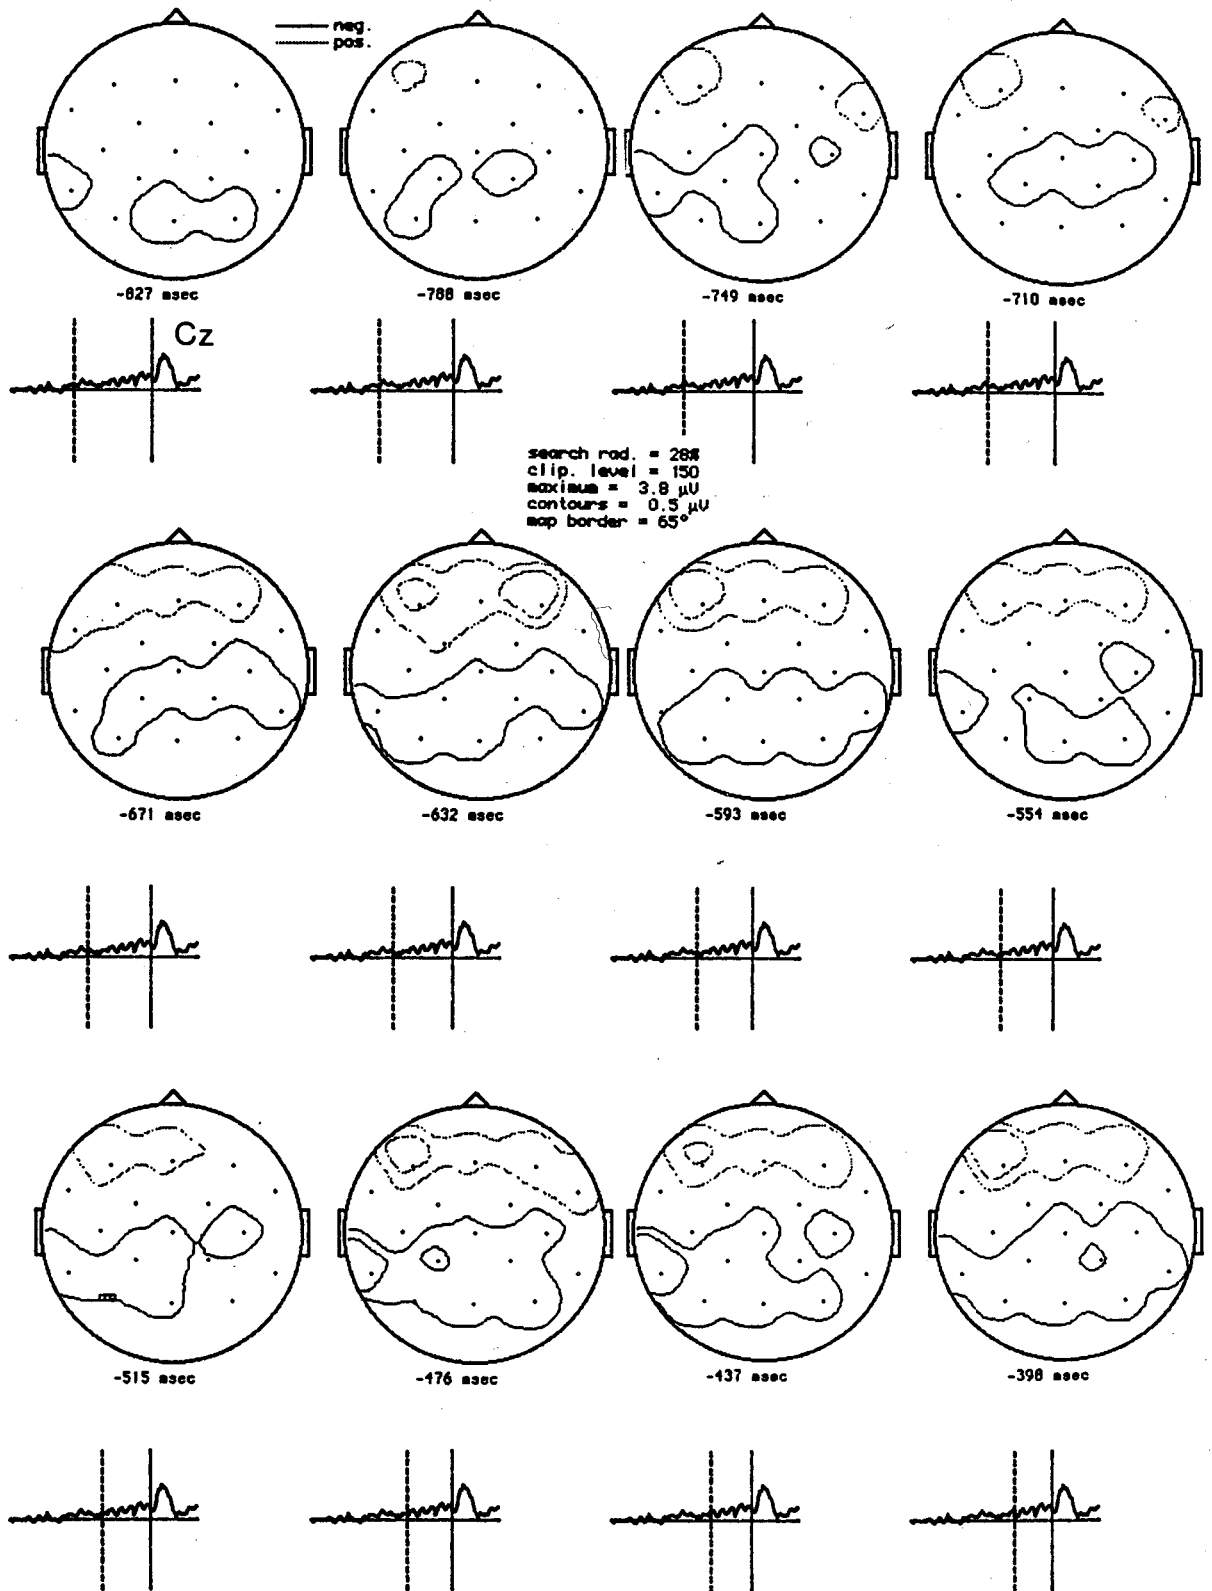 neg.
pos.
-827 msec
-788 msec
-749 msec
-710 msec
Cz
search rad. = 28%
clip. level = 150
maximum = 3.8 µV
contours = 0.5 µV
map border = 65°
-671 msec
-632 msec
-593 msec
-554 msec
-515 msec
-476 msec
-437 msec
-398 msec